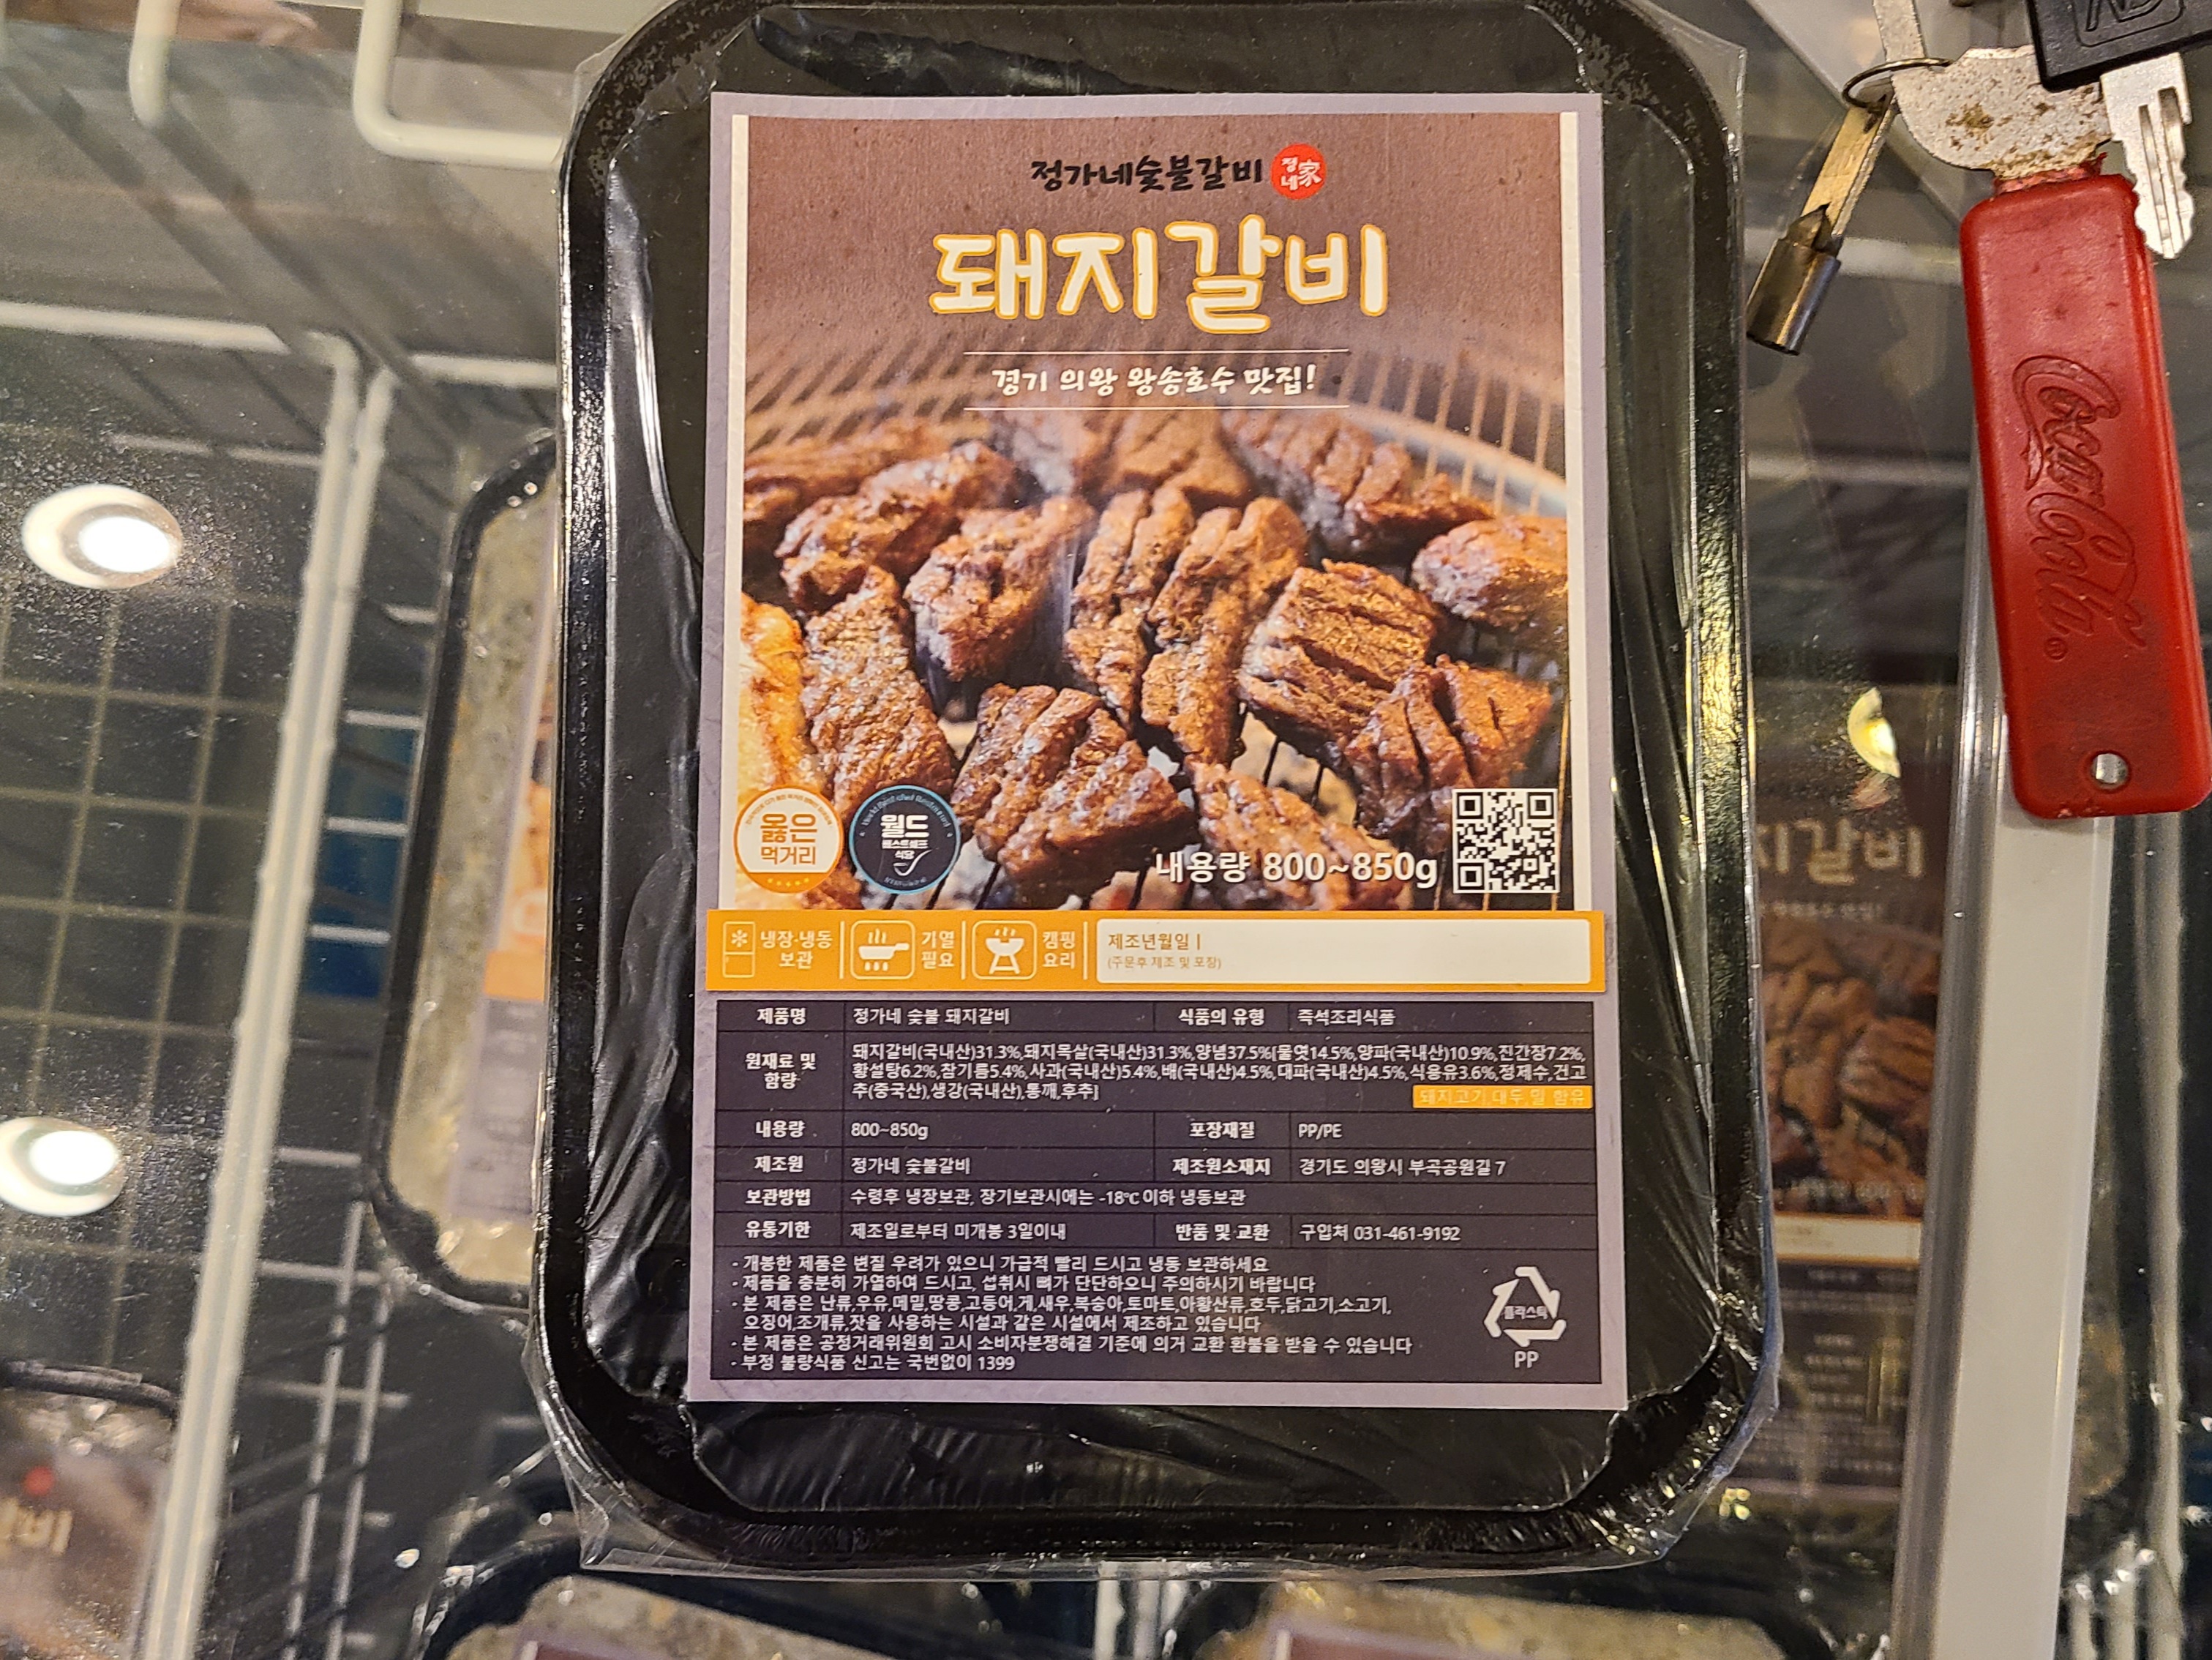 정가네숯불갈비
정家네
돼지갈비
경기 의왕 왕송호수 맛집!
옳은
먹거리
월드
베스트셰프
식당
내용량 800~850g
냉장·냉동
보관
가열
필요
캠핑
요리
제조년월일 |
(주문후 제조 및 포장)
제품명 정가네 숯불 돼지갈비 식품의 유형 즉석조리식품
원재료 및
함량
돼지갈비(국내산)31.3%,돼지목살(국내산)31.3%,양념37.5%[물엿14.5%,양파(국내산)10.9%,진간장7.2%,
황설탕6.2%,참기름5.4%,사과(국내산)5.4%,배(국내산)4.5%,대파(국내산)4.5%,식용유3.6%,정제수,건고
추(중국산),생강(국내산),통깨,후추]
돼지고기,대두,밀 함유
내용량 800~850g 포장재질 PP/PE
제조원 정가네 숯불갈비 제조원소재지 경기도 의왕시 부곡공원길 7
보관방법 수령후 냉장보관, 장기보관시에는 -18℃ 이하 냉동보관
유통기한 제조일로부터 미개봉 3일이내 반품 및 교환 구입처 031-461-9192
- 개봉한 제품은 변질 우려가 있으니 가급적 빨리 드시고 냉동 보관하세요
- 제품을 충분히 가열하여 드시고, 섭취시 뼈가 단단하오니 주의하시기 바랍니다
- 본 제품은 난류,우유,메밀,땅콩,고등어,게,새우,복숭아,토마토,아황산류,호두,닭고기,소고기,
오징어,조개류,잣을 사용하는 시설과 같은 시설에서 제조하고 있습니다
- 본 제품은 공정거래위원회 고시 소비자분쟁해결 기준에 의거 교환 환불을 받을 수 있습니다
- 부정 불량식품 신고는 국번없이 1399
플라스틱
PP
Coca-Cola
지갈비
갈비